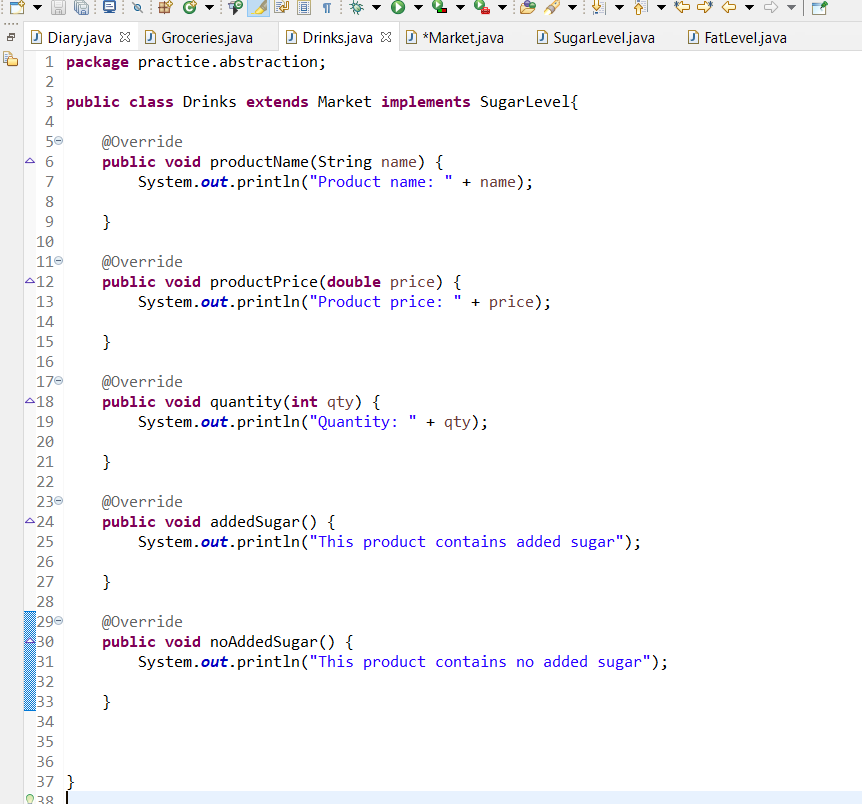 Diary.java Groceries.java Drinks.java *Market.java SugarLevel.java FatLevel.java
1 package practice.abstraction;
2
3 public class Drinks extends Market implements SugarLevel{
4
5 @Override
6 public void productName(String name) {
7 System.out.println("Product name: " + name);
8
9 }
10
11 @Override
12 public void productPrice(double price) {
13 System.out.println("Product price: " + price);
14
15 }
16
17 @Override
18 public void quantity(int qty) {
19 System.out.println("Quantity: " + qty);
20
21 }
22
23 @Override
24 public void addedSugar() {
25 System.out.println("This product contains added sugar");
26
27 }
28
29 @Override
30 public void noAddedSugar() {
31 System.out.println("This product contains no added sugar");
32
33 }
34
35
36
37 }
38